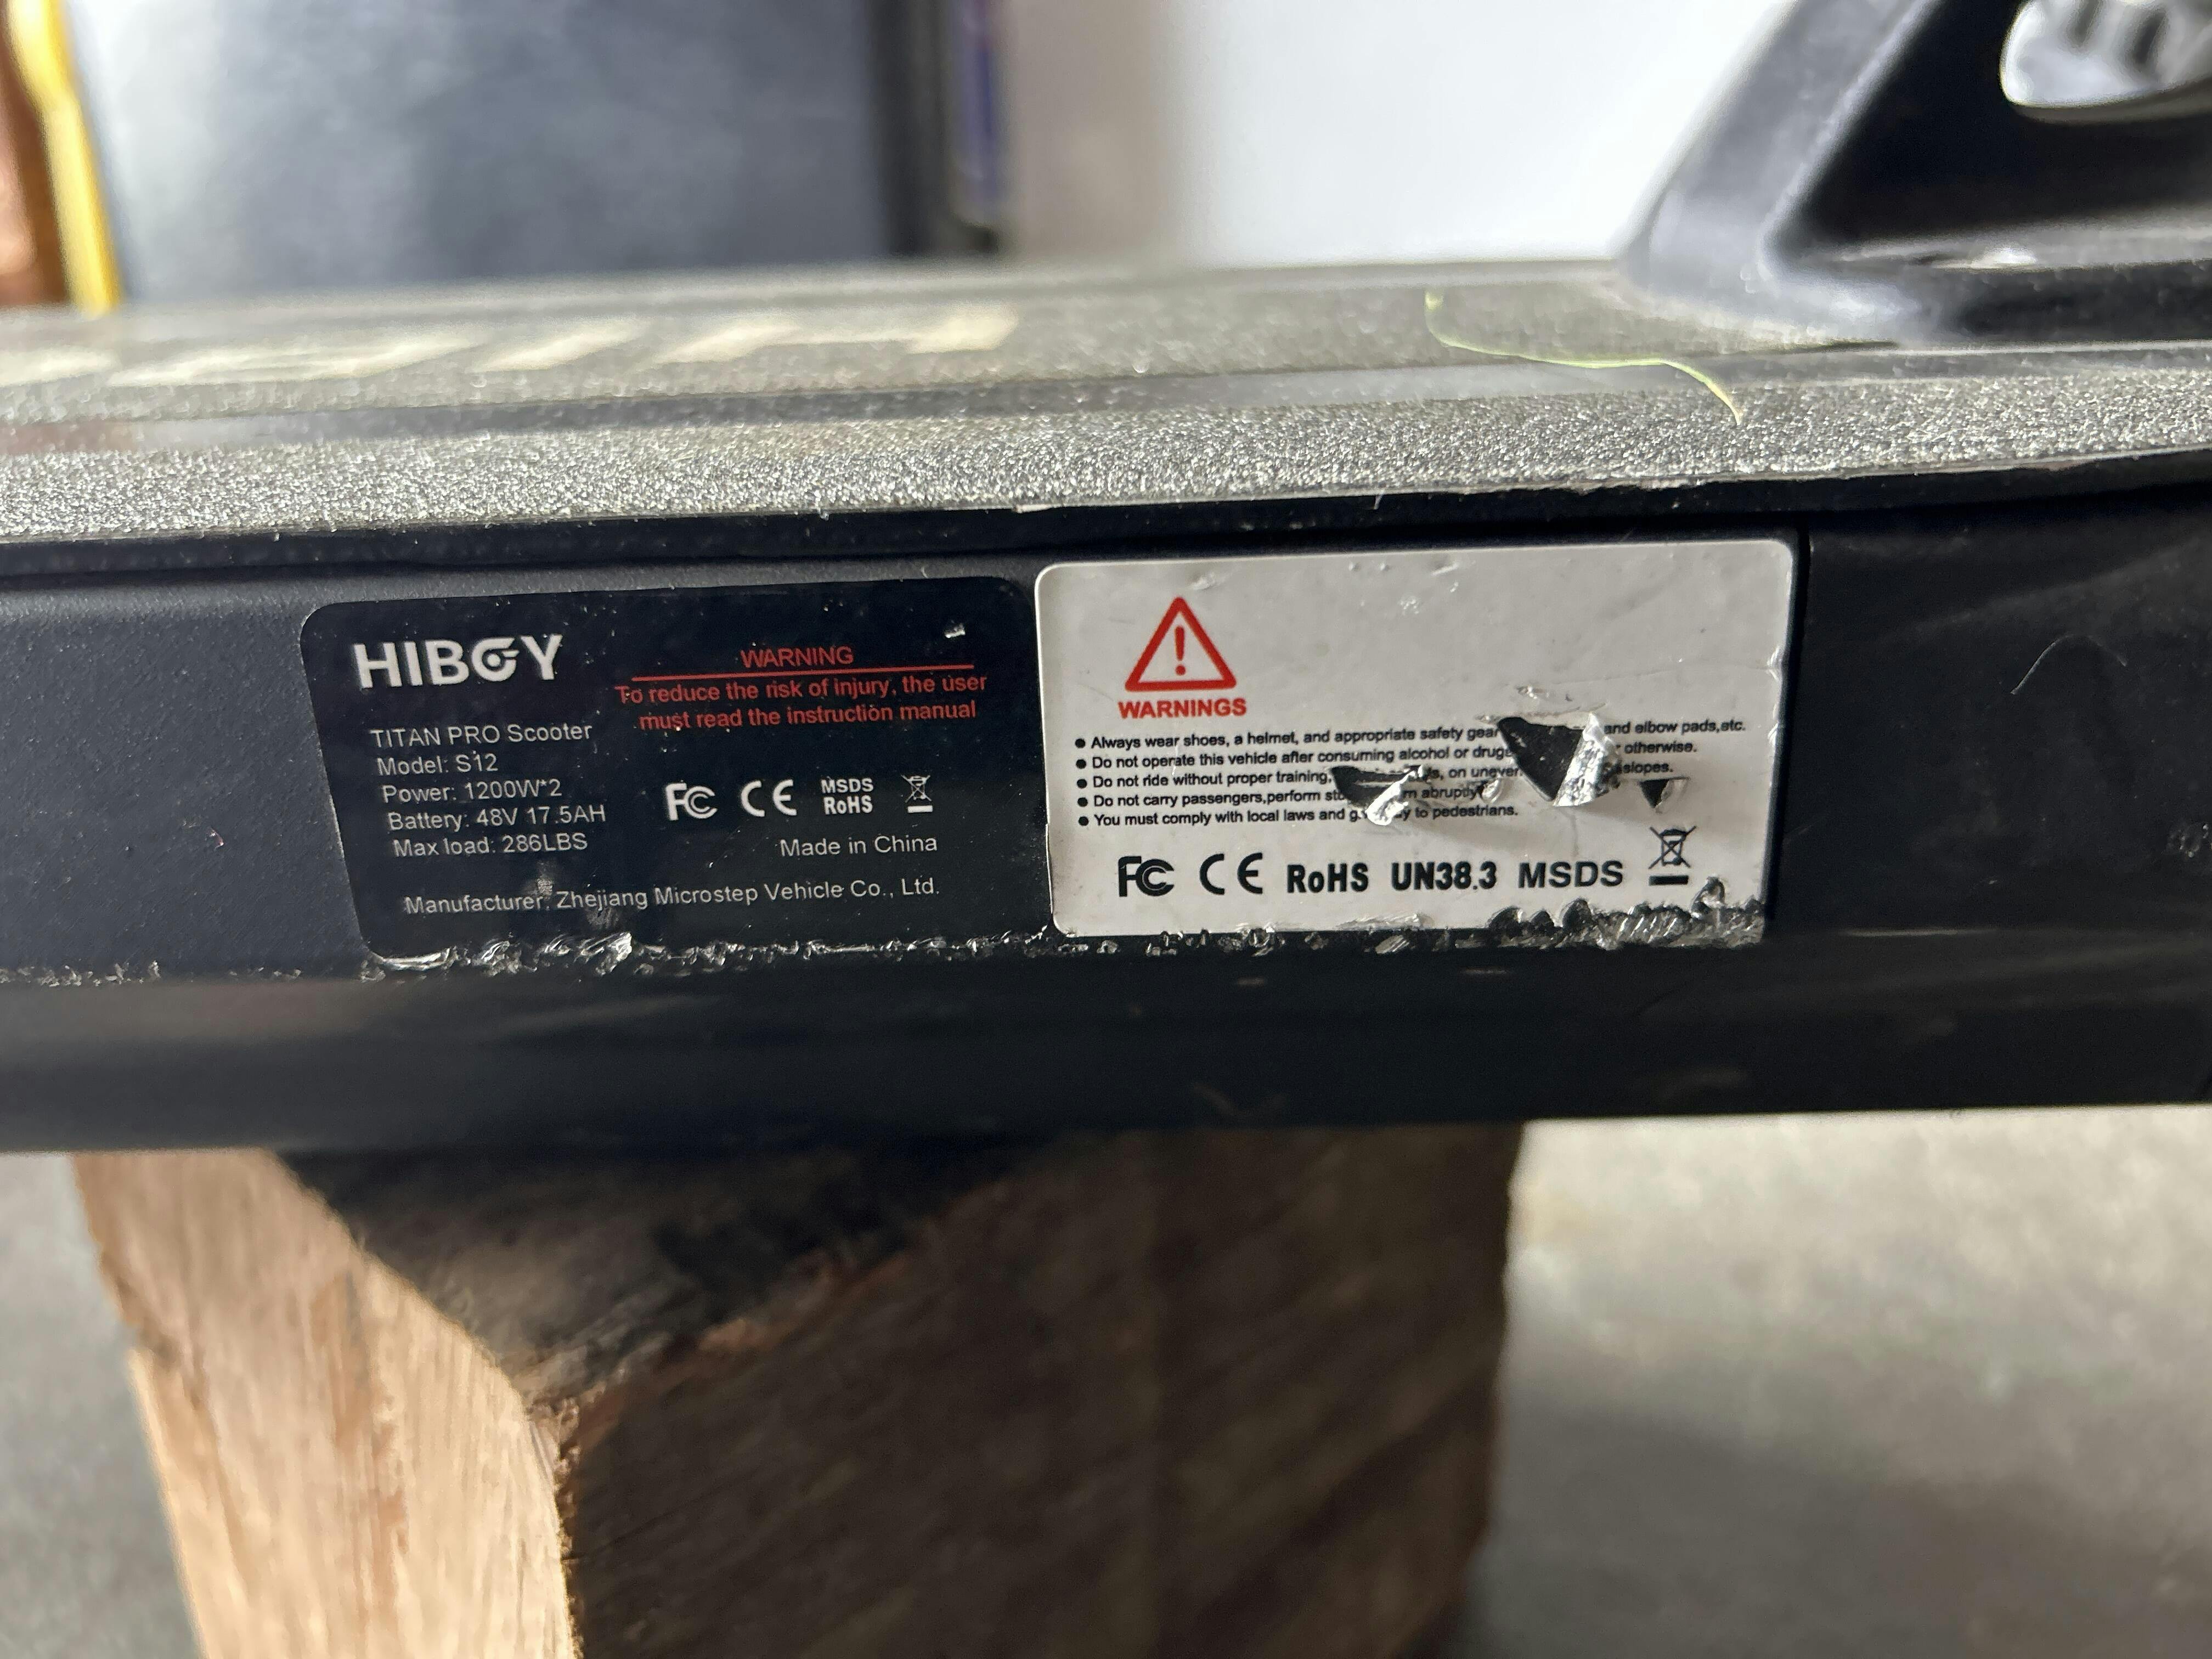 HIBOY
TITAN PRO Scooter
Model: S12
Power: 1200W*2
Battery: 48V 17.5AH
Max load: 286LBS
WARNING
To reduce the risk of injury, the user
must read the instruction manual
FC CE MSDS
RoHS
Made in China
Manufacturer: Zhejiang Microstep Vehicle Co., Ltd.
WARNINGS
● Always wear shoes, a helmet, and appropriate safety gear and elbow pads,etc.
● Do not operate this vehicle after consuming alcohol or otherwise.
● Do not ride without proper training, on slopes.
● Do not carry passengers,perform abruptly
● You must comply with local laws and to pedestrians.
FC CE RoHS UN38.3 MSDS